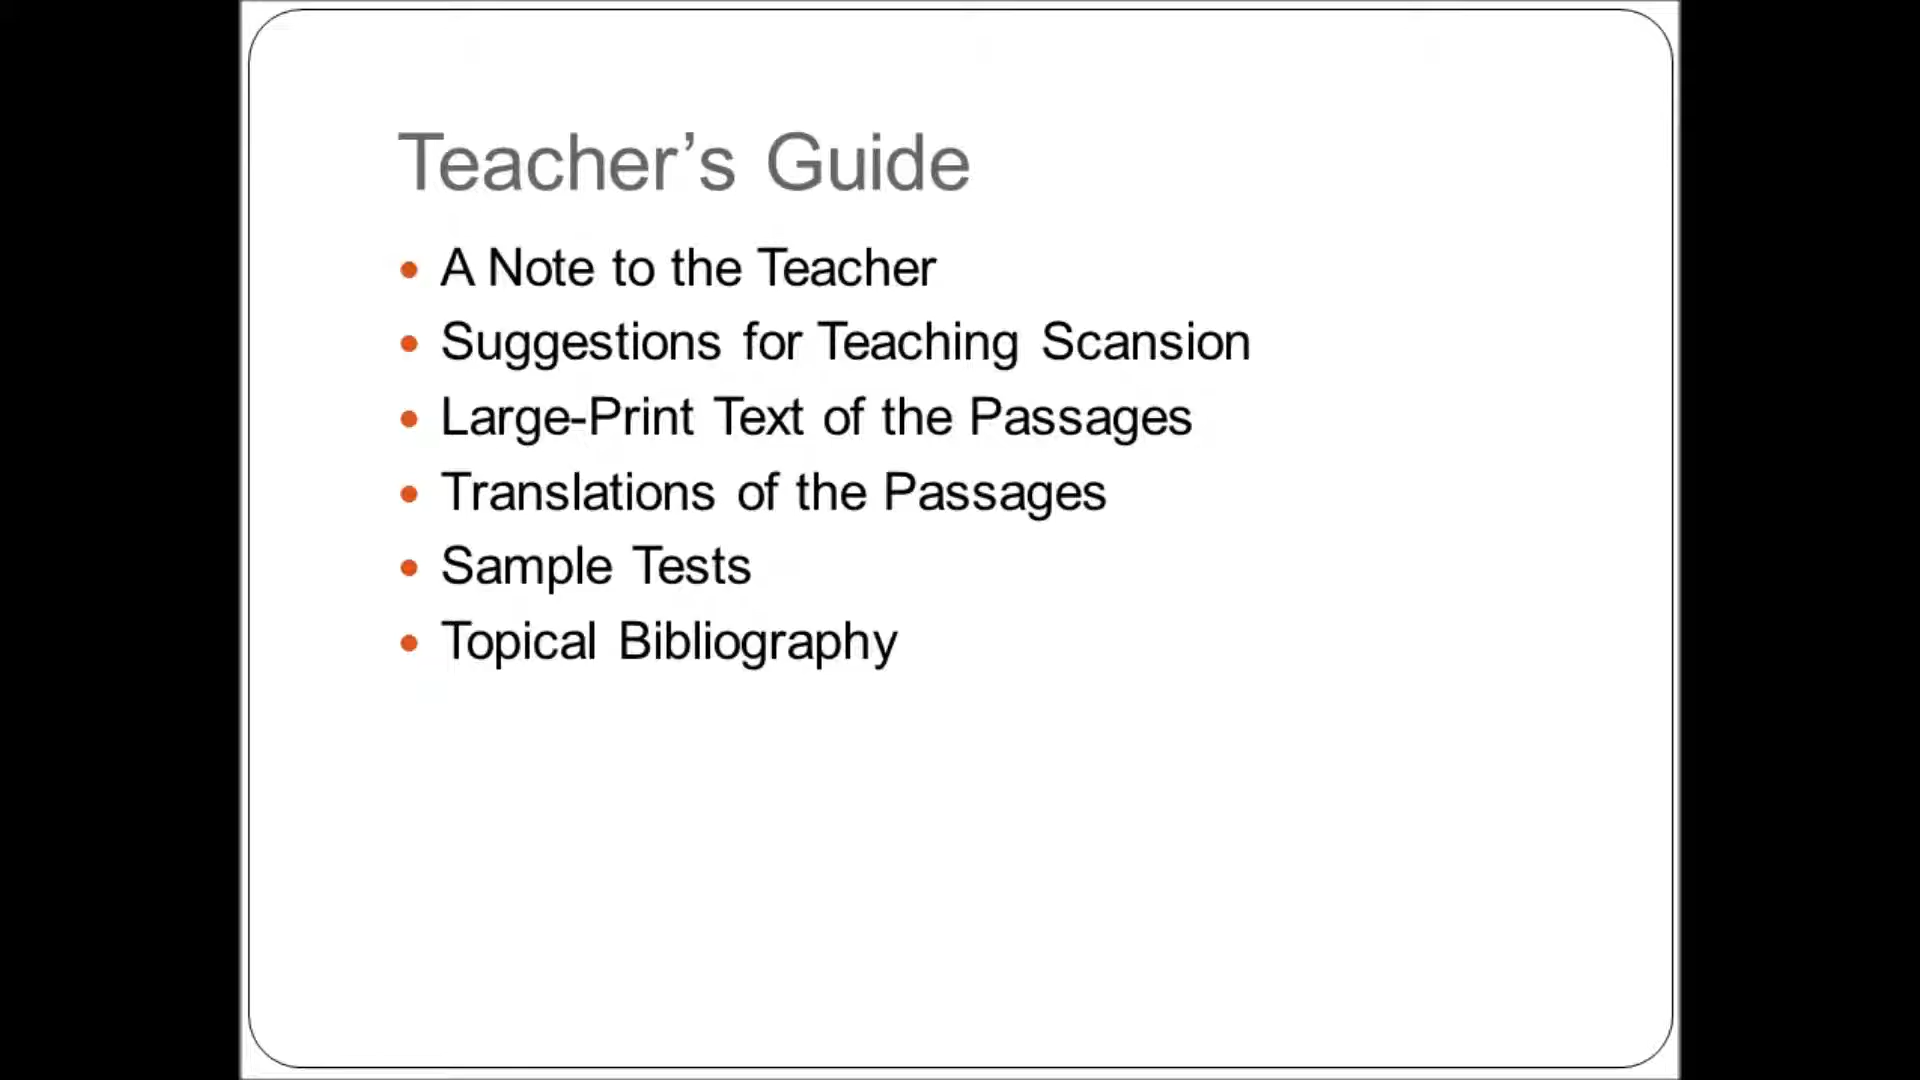 Teacher’s Guide
• A Note to the Teacher
• Suggestions for Teaching Scansion
• Large-Print Text of the Passages
• Translations of the Passages
• Sample Tests
• Topical Bibliography